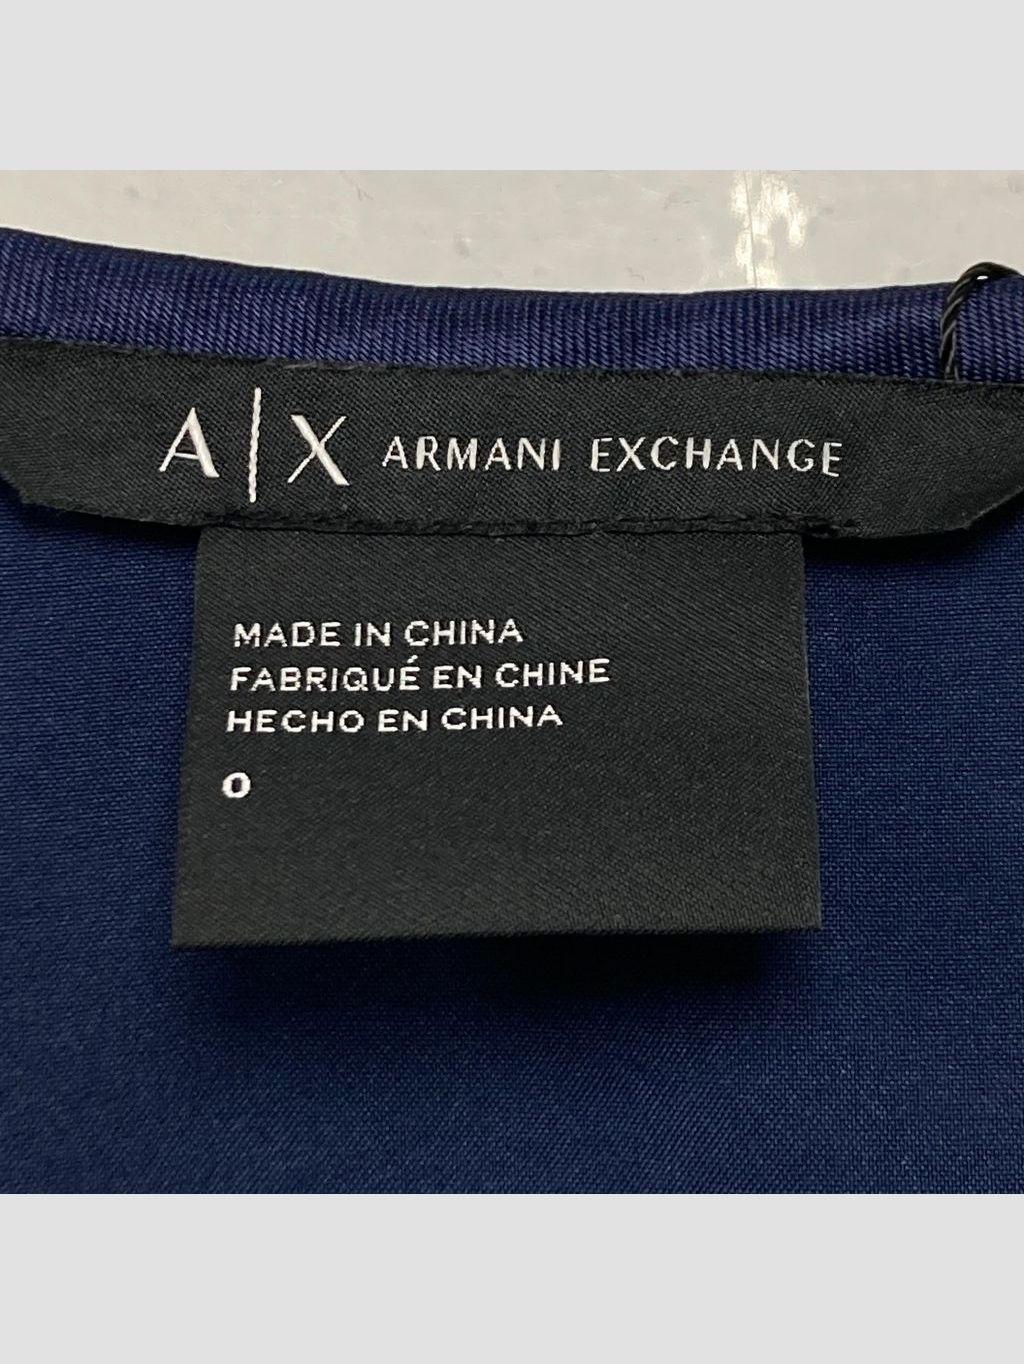 A|X ARMANI EXCHANGE
MADE IN CHINA
FABRIQUÉ EN CHINE
HECHO EN CHINA
0